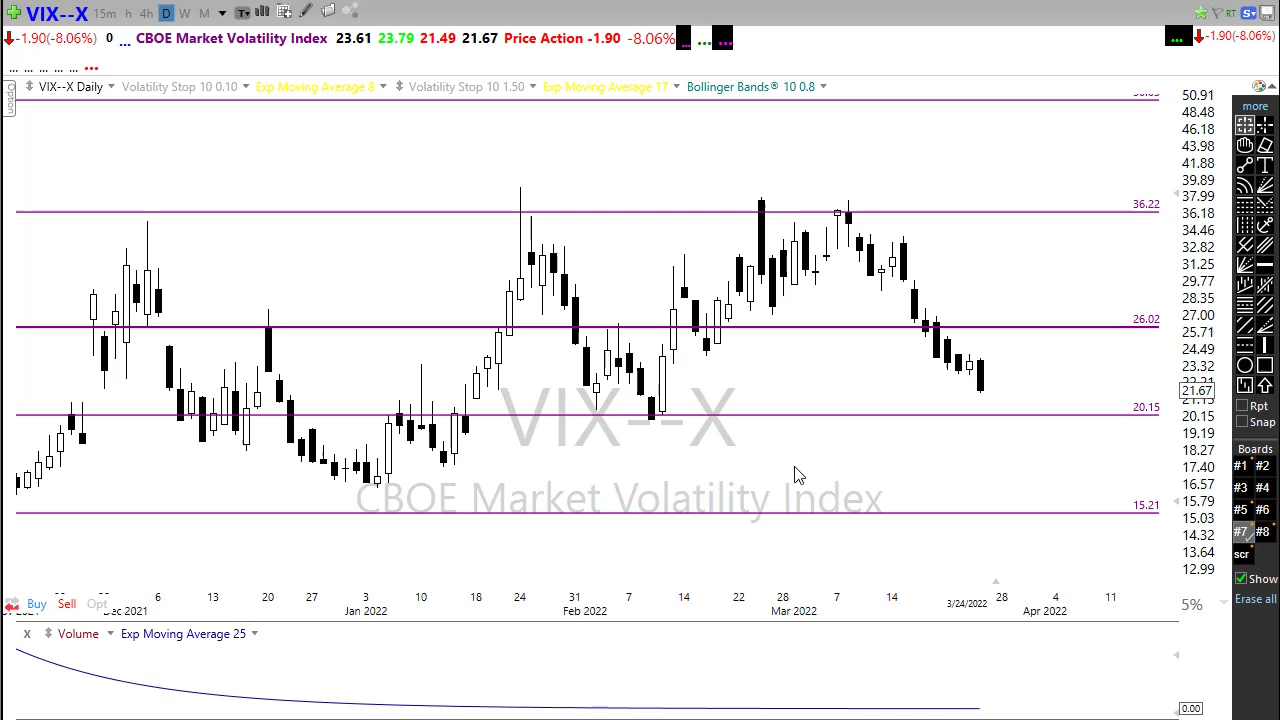 VIX--X 15m h 4h D W M RT
-1.90(-8.06%) 0 ... CBOE Market Volatility Index 23.61 23.79 21.49 21.67 Price Action -1.90 -8.06% ... ... ... ... -1.90(-8.06%)
... ... ... ... ... ...
Option VIX--X Daily Volatility Stop 10 0.10 Exp Moving Average 8 Volatility Stop 10 1.50 Exp Moving Average 17 Bollinger Bands® 10 0.8
50.91
more
48.48
46.18
43.98
41.88
39.89
37.99
36.22
36.18
34.46
32.82
31.25
29.77
28.35
27.00
26.02
25.71
24.49
23.32
21.67
20.15
20.15
19.19
18.27
17.40
16.57
15.79
15.21
15.03
14.32
13.64
12.99
VIX--X
CBOE Market Volatility Index
Rpt
Snap
Boards
#1 #2
#3 #4
#5 #6
#7 #8
scr
Show
Erase all
6 13 20 27 10 18 24 7 14 22 28 7 14 28 4 11
Dec 2021 Jan 2022 Feb 2022 Mar 2022 3/24/2022 Apr 2022
Buy Sell Opt 5%
x Volume Exp Moving Average 25
0.00